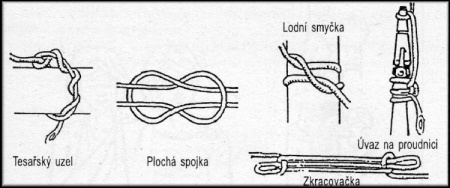 Lodní smyčka
Tesařský uzel
Plochá spojka
Úvaz na proudnici
Zkracovačka